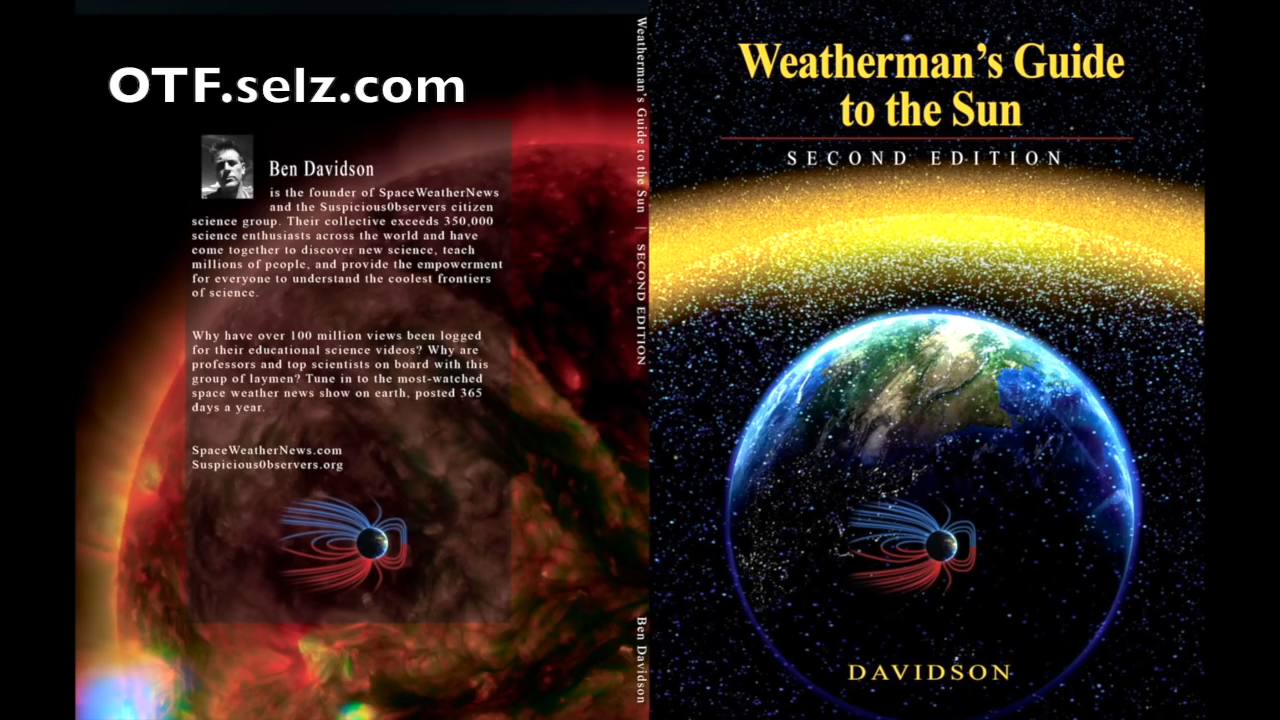 OTF.selz.com
Ben Davidson
is the founder of SpaceWeatherNews
and the Suspicious0bservers citizen
science group. Their collective exceeds 350,000
science enthusiasts across the world and have
come together to discover new science, teach
millions of people, and provide the empowerment
for everyone to understand the coolest frontiers
of science.
Why have over 100 million views been logged
for their educational science videos? Why are
professors and top scientists on board with this
group of laymen? Tune in to the most-watched
space weather news show on earth, posted 365
days a year.
SpaceWeatherNews.com
Suspicious0bservers.org
Weatherman's Guide to the Sun | SECOND EDITION
Ben Davidson
Weatherman's Guide
to the Sun
SECOND EDITION
DAVIDSON